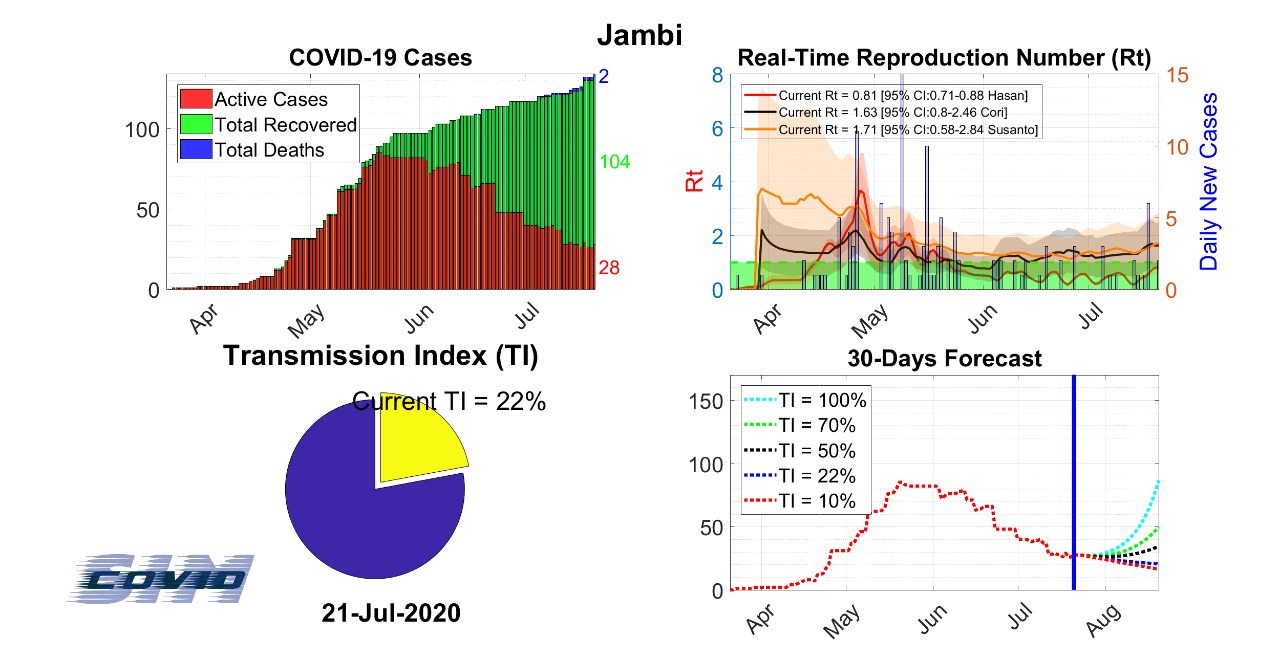 Jambi
COVID-19 Cases
2
Active Cases
Total Recovered
Total Deaths
100
104
50
28
0
Apr May Jun Jul
Real-Time Reproduction Number (Rt)
8 15
Current Rt = 0.81 [95% CI:0.71-0.88 Hasan]
Current Rt = 1.63 [95% CI:0.8-2.46 Cori]
Current Rt = 1.71 [95% CI:0.58-2.84 Susanto]
6
10
4
Rt
Daily New Cases
5
2
0 0
Apr May Jun Jul
Transmission Index (TI)
Current TI = 22%
SIN
COVID
21-Jul-2020
30-Days Forecast
150
TI = 100%
TI = 70%
100
TI = 50%
TI = 22%
TI = 10%
50
0
Apr May Jun Jul Aug